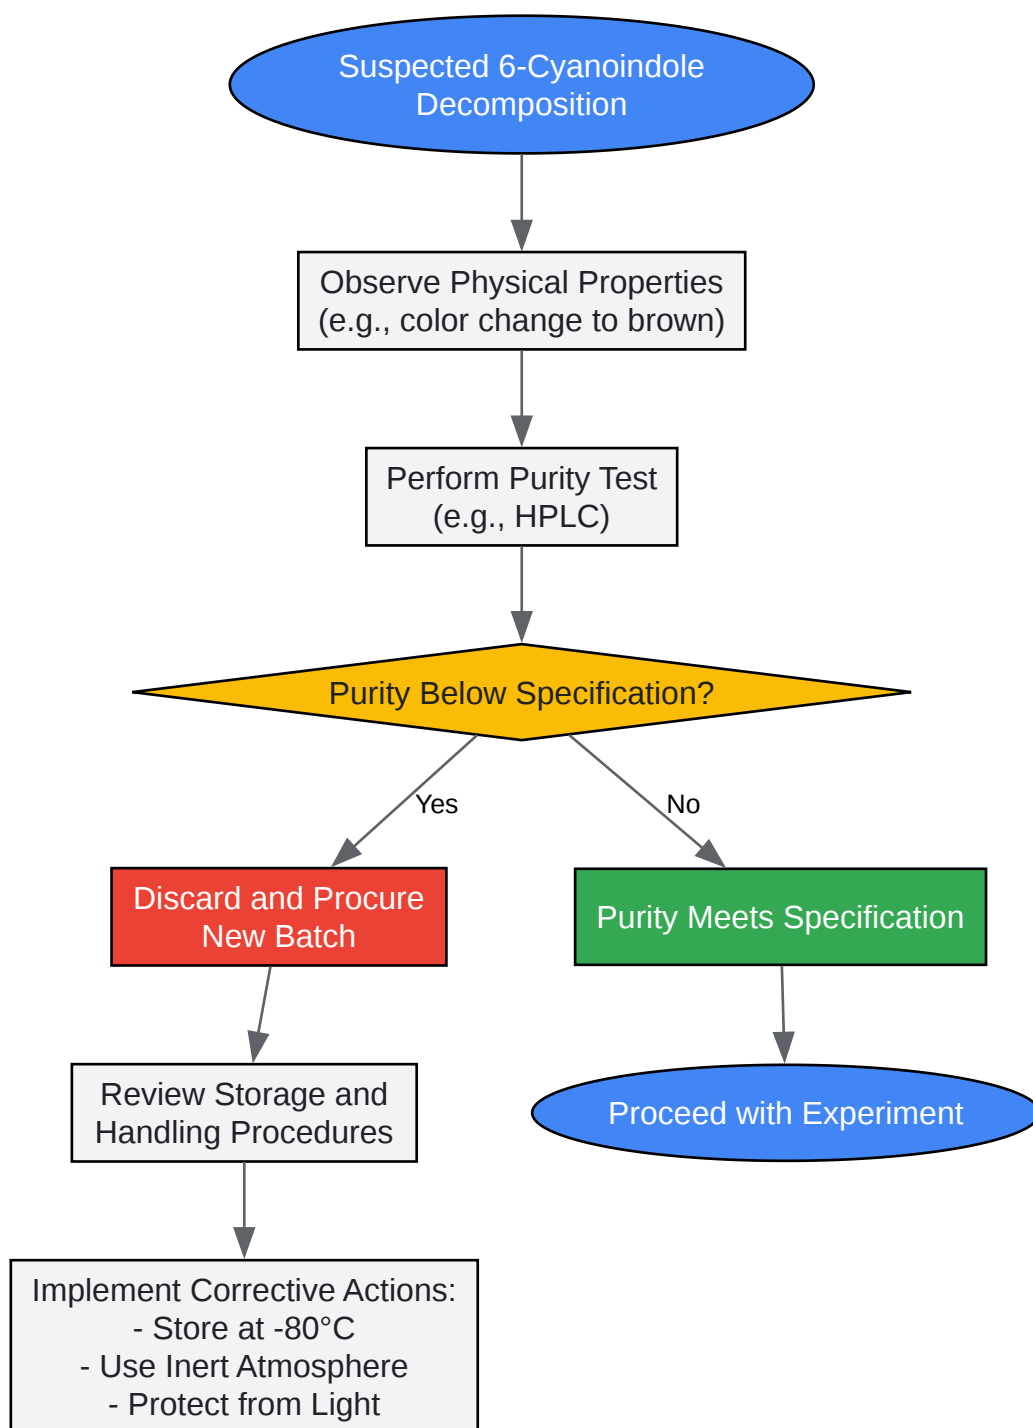 Suspected 6-Cyanoindole
Decomposition
Observe Physical Properties
(e.g., color change to brown)
Perform Purity Test
(e.g., HPLC)
Purity Below Specification?
Yes
No
Discard and Procure
New Batch
Purity Meets Specification
Review Storage and
Handling Procedures
Proceed with Experiment
Implement Corrective Actions:
- Store at -80°C
- Use Inert Atmosphere
- Protect from Light